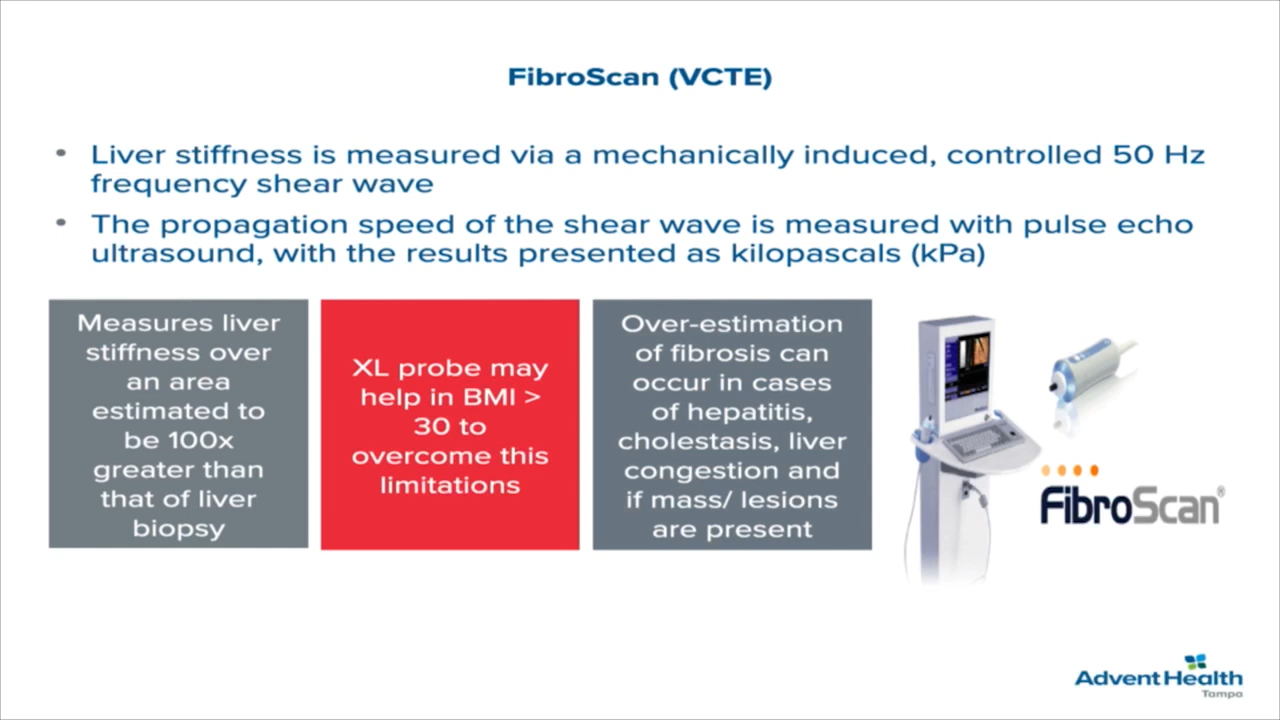 FibroScan (VCTE)
• Liver stiffness is measured via a mechanically induced, controlled 50 Hz
frequency shear wave
• The propagation speed of the shear wave is measured with pulse echo
ultrasound, with the results presented as kilopascals (kPa)
Measures liver
stiffness over
an area
estimated to
be 100x
greater than
that of liver
biopsy
XL probe may
help in BMI >
30 to
overcome this
limitations
Over-estimation
of fibrosis can
occur in cases
of hepatitis,
cholestasis, liver
congestion and
if mass/ lesions
are present
FibroScan®
AdventHealth
Tampa